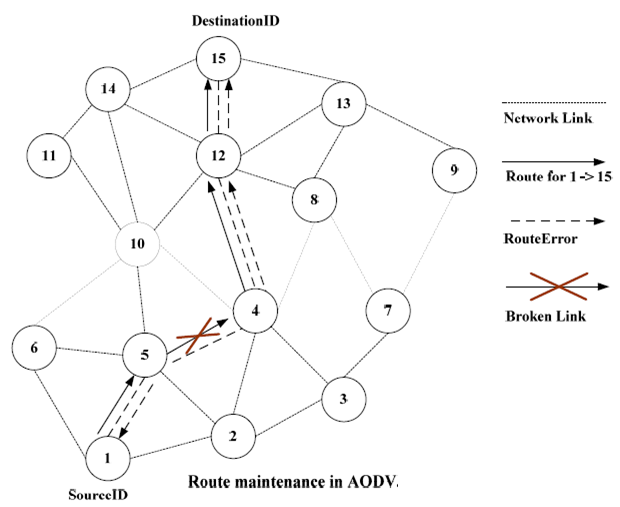 DestinationID
15
14
13
11
12
9
8
10
4
7
6
5
3
2
1
SourceID
Route maintenance in AODV.
Network Link
Route for 1 -> 15
RouteError
Broken Link